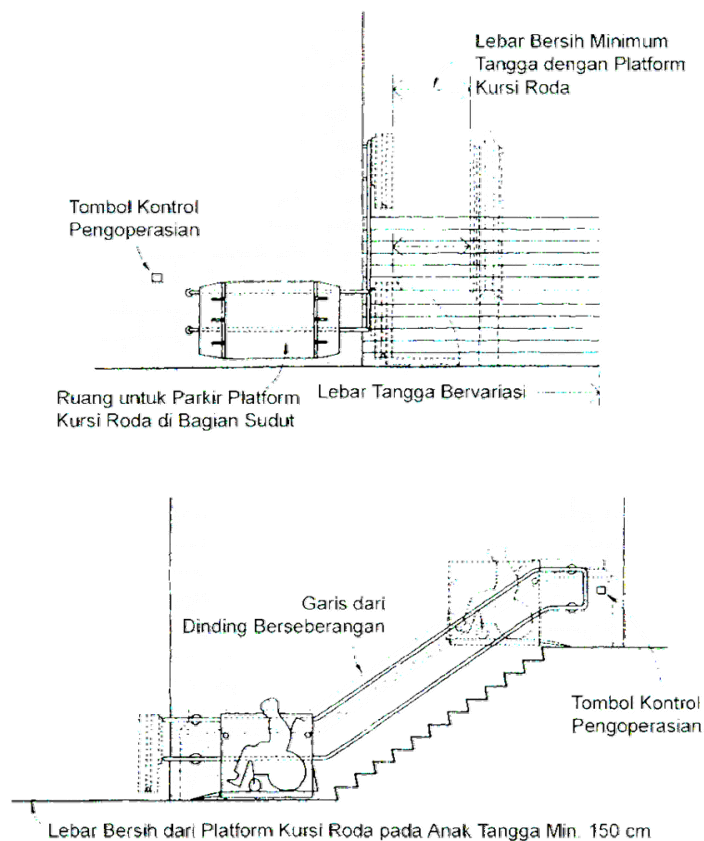 Lebar Bersih Minimum
Tangga dengan Platform
Kursi Roda
Tombol Kontrol
Pengoperasian
Ruang untuk Parkir Platform
Kursi Roda di Bagian Sudut
Lebar Tangga Bervariasi
Garis dari
Dinding Berseberangan
Tombol Kontrol
Pengoperasian
Lebar Bersih dari Platform Kursi Roda pada Anak Tangga Min. 150 cm